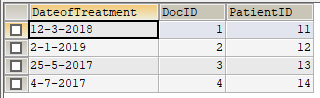 DateofTreatment DocID PatientID
12-3-2018 1 11
2-1-2019 2 12
25-5-2017 3 13
4-7-2017 4 14